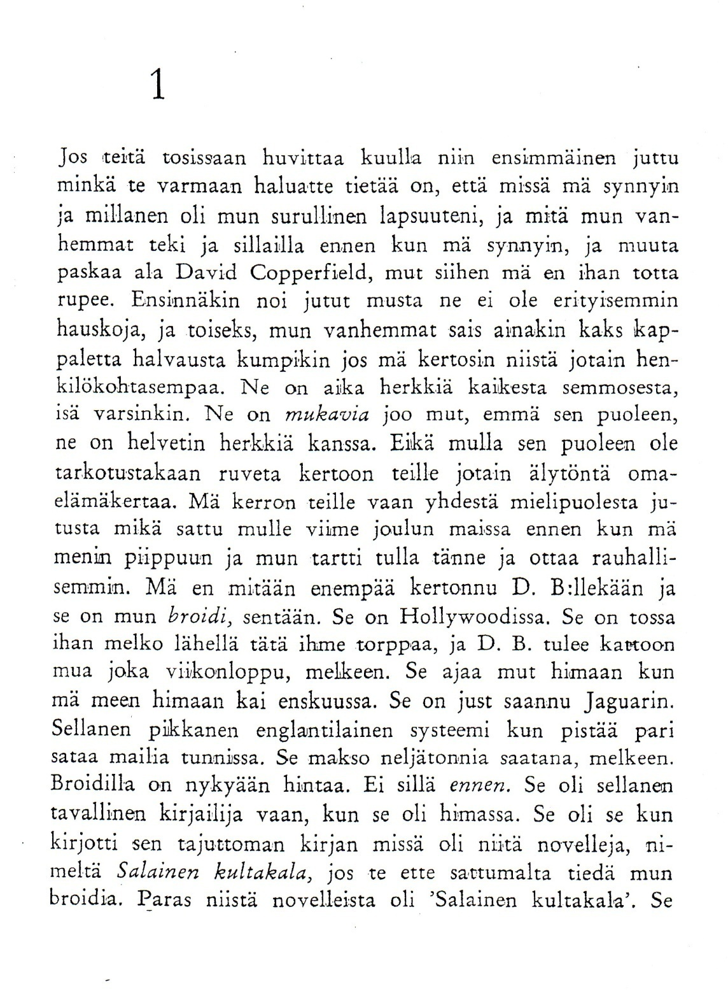 1
Jos teitä tosissaan huvittaa kuulla niin ensimmäinen juttu
minkä te varmaan haluatte tietää on, että missä mä synnyin
ja millanen oli mun surullinen lapsuuteni, ja mitä mun van-
hemmat teki ja sillailla ennen kun mä synnyin, ja muuta
paskaa ala David Copperfield, mut siihen mä en ihan totta
rupee. Ensinnäkin noi jutut musta ne ei ole erityisemmin
hauskoja, ja toiseks, mun vanhemmat sais ainakin kaks kap-
paletta halvausta kumpikin jos mä kertosin niistä jotain hen-
kilökohtasempaa. Ne on aika herkkiä kaikesta semmosesta,
isä varsinkin. Ne on mukavia joo mut, emmä sen puoleen,
ne on helvetin herkkiä kanssa. Eikä mulla sen puoleen ole
tarkotustakaan ruveta kertoon teille jotain älytöntä oma-
elämäkertaa. Mä kerron teille vaan yhdestä mielipuolesta ju-
tusta mikä sattu mulle viime joulun maissa ennen kun mä
menin piippuun ja mun tartti tulla tänne ja ottaa rauhalli-
semmin. Mä en mitään enempää kertonnu D. B:llekään ja
se on mun broidi, sentään. Se on Hollywoodissa. Se on tossa
ihan melko lähellä tätä ihme torppaa, ja D. B. tulee kattoon
mua joka viikonloppu, melkeen. Se ajaa mut himaan kun
mä meen himaan kai enskuussa. Se on just saannu Jaguarin.
Sellanen pikkanen englantilainen systeemi kun pistää pari
sataa mailia tunnissa. Se makso neljätonnia saatana, melkeen.
Broidilla on nykyään hintaa. Ei sillä ennen. Se oli sellanen
tavallinen kirjailija vaan, kun se oli himassa. Se oli se kun
kirjotti sen tajuttoman kirjan missä oli niitä novelleja, ni-
meltä Salainen kultakala, jos te ette sattumalta tiedä mun
broidia. Paras niistä novelleista oli ’Salainen kultakala’. Se